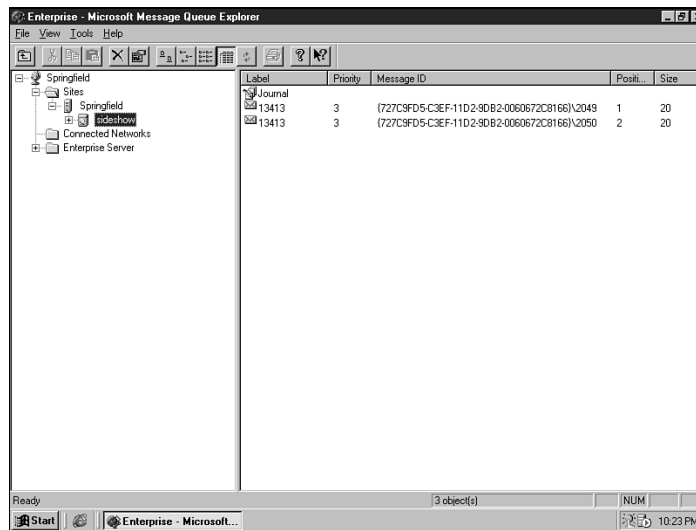 Enterprise - Microsoft Message Queue Explorer
File View Tools Help
Springfield
Sites
Springfield
sideshow
Connected Networks
Enterprise Server
Label Priority Message ID Positi... Size
Journal
13413 3 {727C9FD5-C3EF-11D2-9DB2-0060672C8166}\2049 1 20
13413 3 {727C9FD5-C3EF-11D2-9DB2-0060672C8166}\2050 2 20
Ready 3 object(s) NUM
Start Enterprise - Microsoft... 10:23 PM